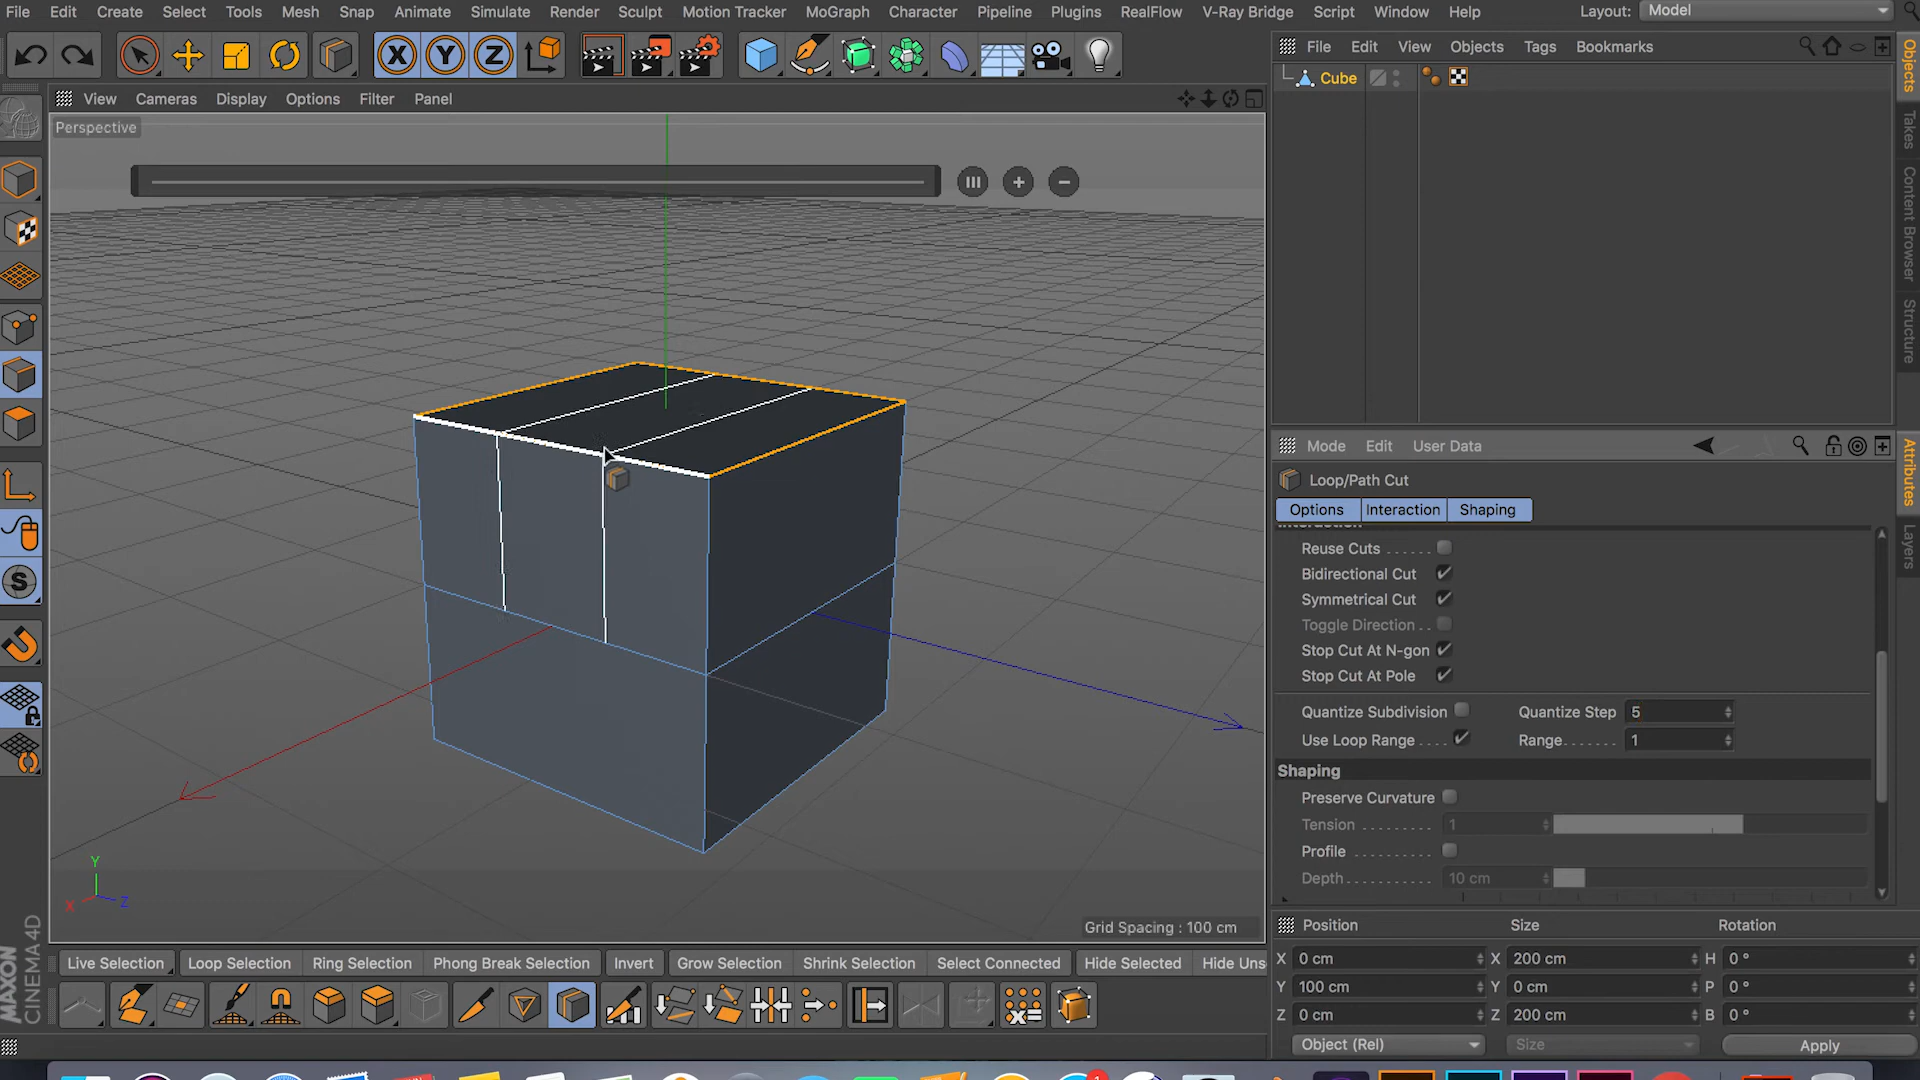 File Edit Create Select Tools Mesh Snap Animate Simulate Render Sculpt Motion Tracker MoGraph Character Pipeline Plugins RealFlow V-Ray Bridge Script Window Help Layout: Model
X Y Z
File Edit View Objects Tags Bookmarks
Cube
View Cameras Display Options Filter Panel
Perspective
Objects
Takes
Content Browser
Structure
Mode Edit User Data
Loop/Path Cut
Options Interaction Shaping
Interaction
Reuse Cuts
Bidirectional Cut
Symmetrical Cut
Toggle Direction
Stop Cut At N-gon
Stop Cut At Pole
Quantize Subdivision Quantize Step 5
Use Loop Range Range 1
Shaping
Preserve Curvature
Tension 1
Profile
Depth 10 cm
Attributes
Layers
S
Y
X Z
Grid Spacing : 100 cm
Position Size Rotation
X 0 cm X 200 cm H 0 °
Y 100 cm Y 0 cm P 0 °
Z 0 cm Z 200 cm B 0 °
Object (Rel) Size Apply
Live Selection Loop Selection Ring Selection Phong Break Selection Invert Grow Selection Shrink Selection Select Connected Hide Selected Hide Uns
MAXON
CINEMA 4D